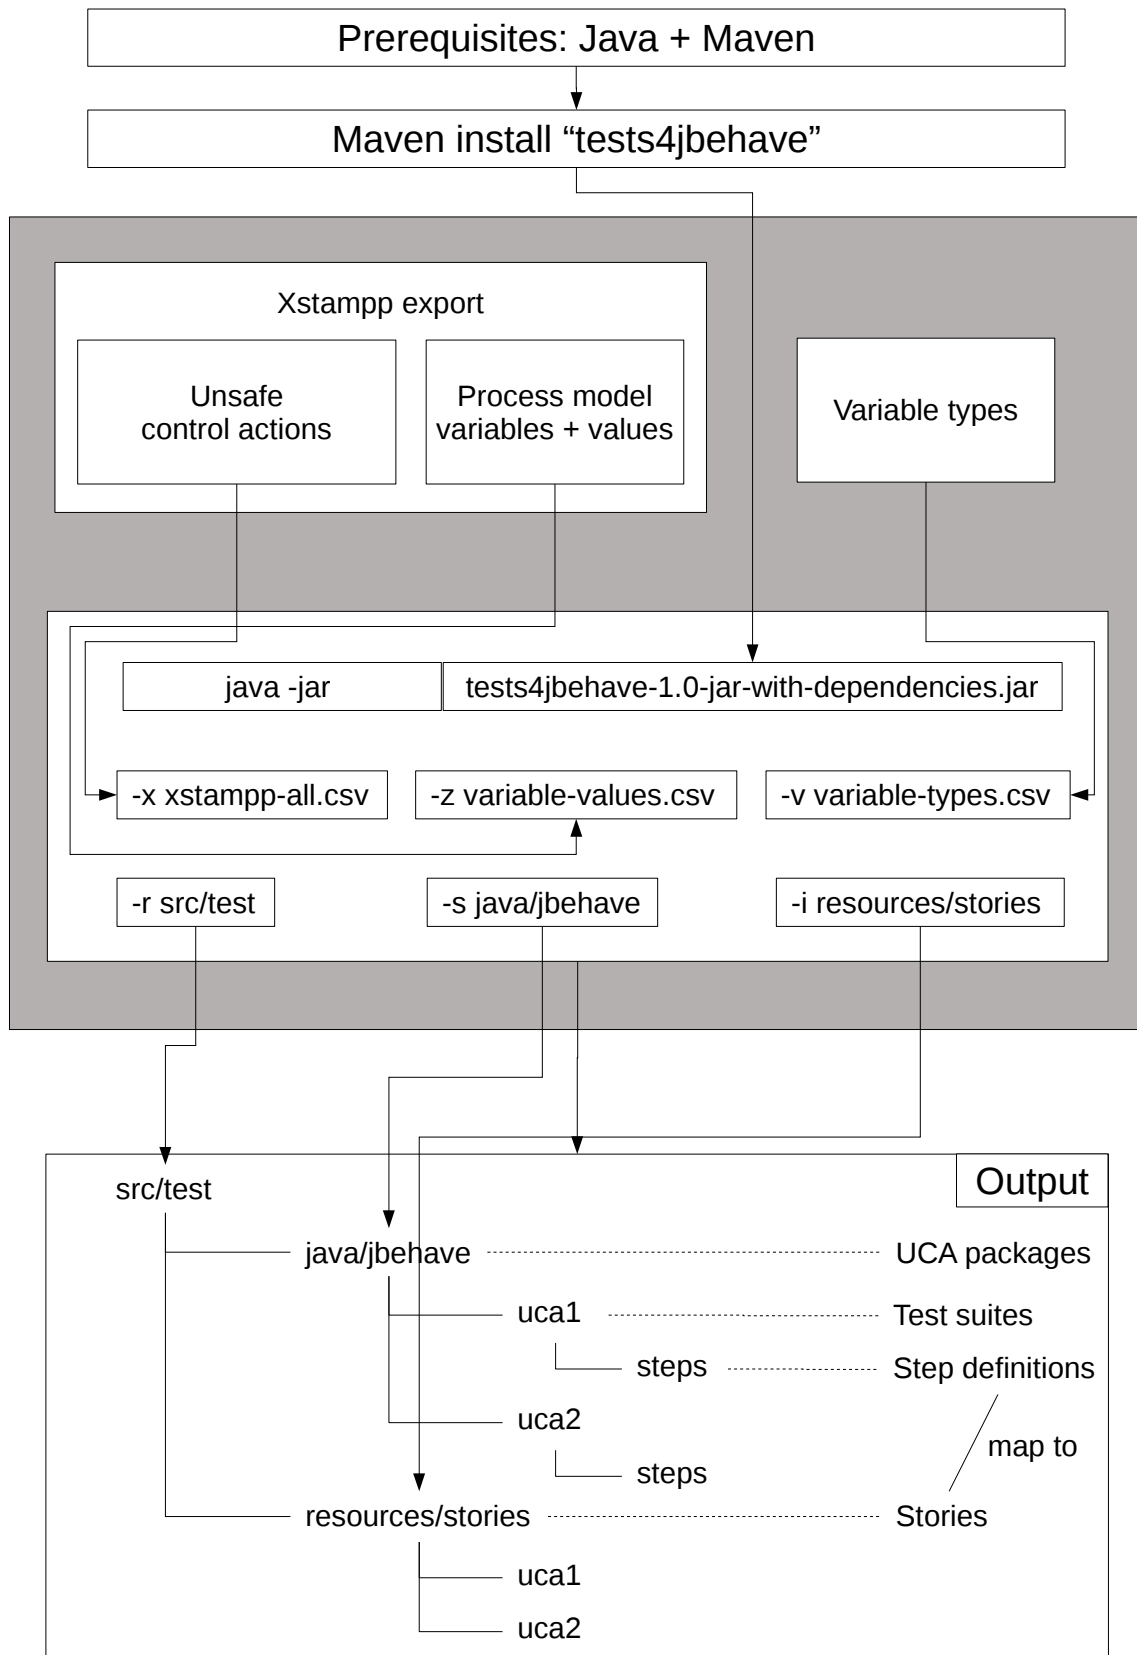 Prerequisites: Java + Maven
Maven install “tests4jbehave”
Xstampp export
Unsafe
control actions
Process model
variables + values
Variable types
java -jar
tests4jbehave-1.0-jar-with-dependencies.jar
-x xstampp-all.csv
-z variable-values.csv
-v variable-types.csv
-r src/test
-s java/jbehave
-i resources/stories
Output
src/test
java/jbehave
UCA packages
uca1
Test suites
steps
Step definitions
uca2
map to
steps
resources/stories
Stories
uca1
uca2